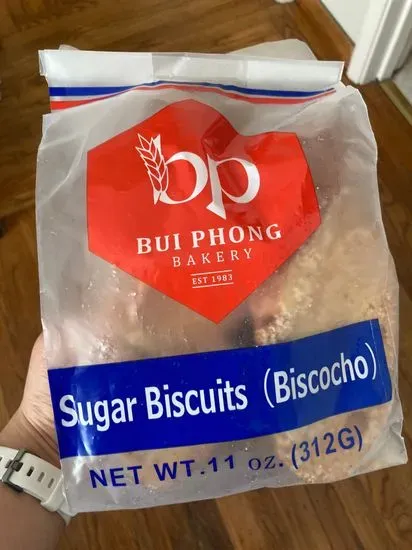 bp
BUI PHONG
BAKERY
EST 1983
Sugar Biscuits (Biscocho)
NET WT.11 OZ. (312G)